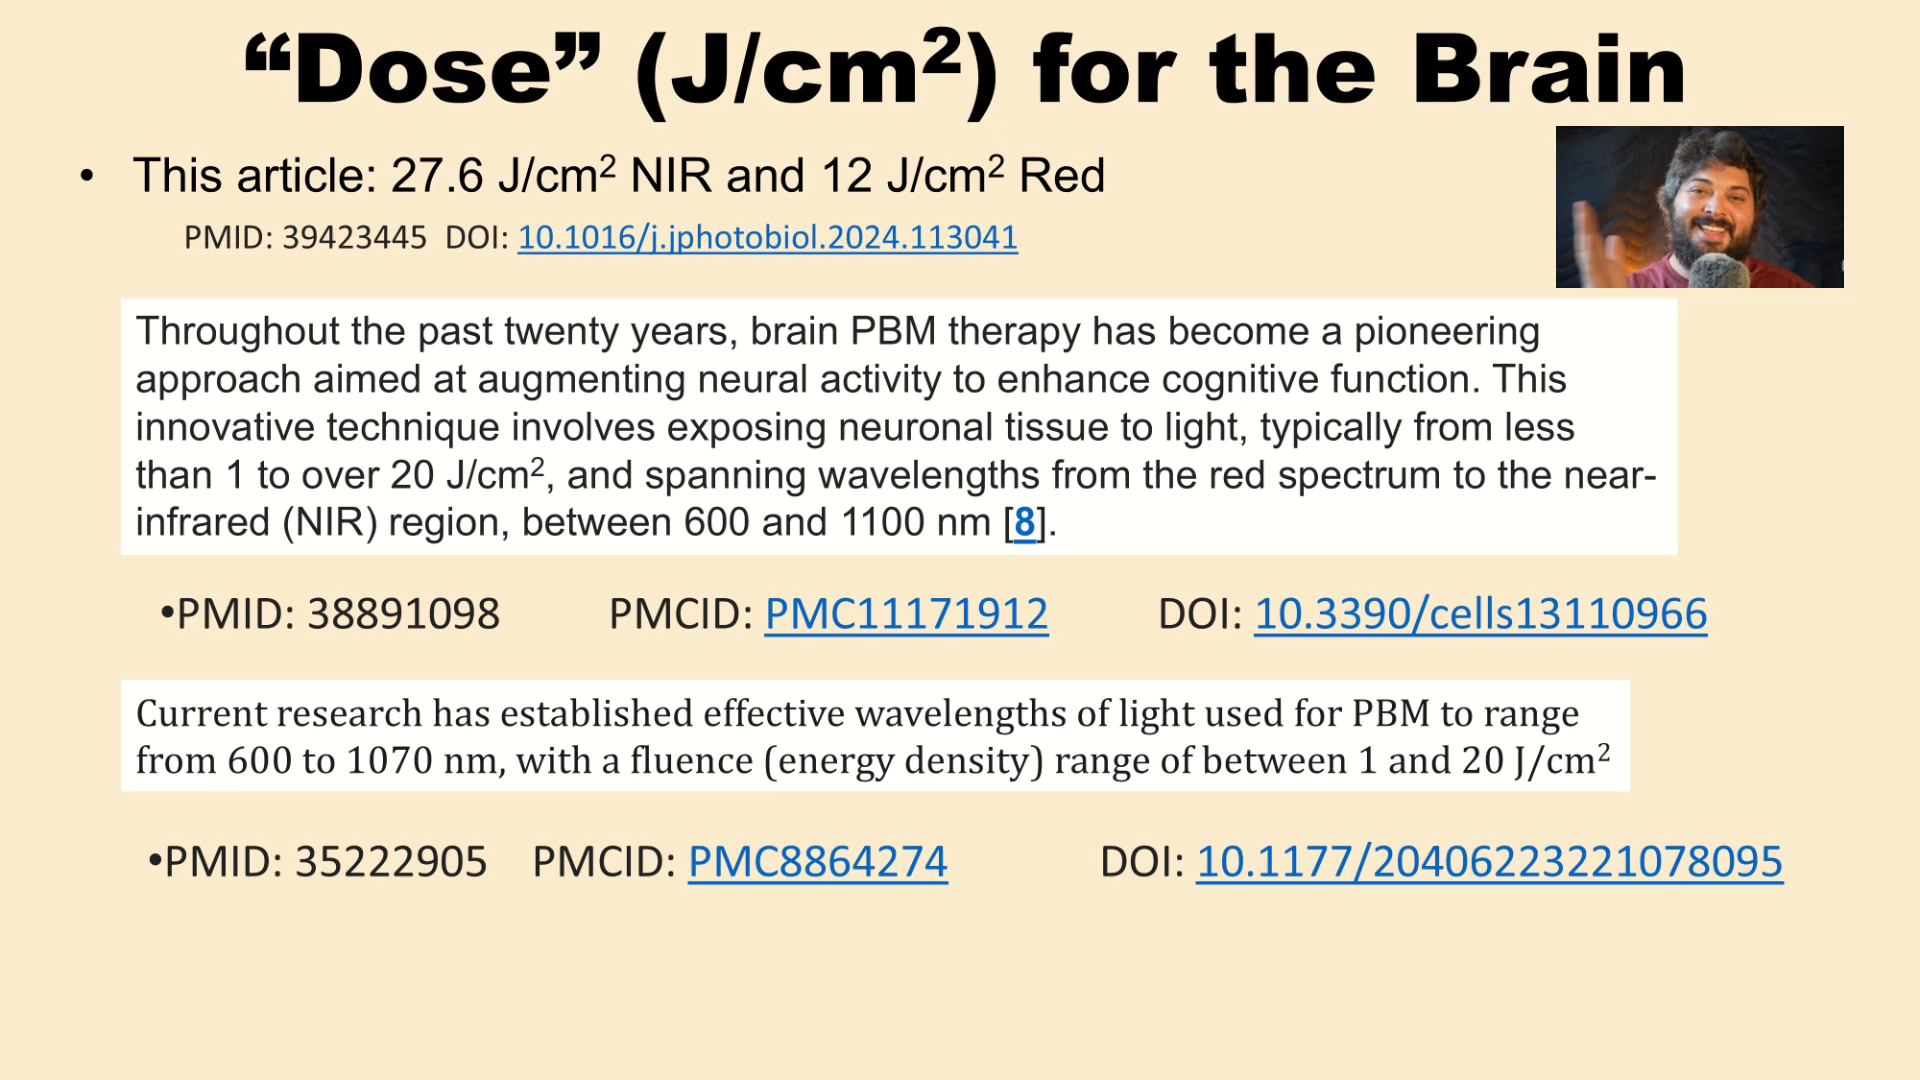 “Dose” (J/cm²) for the Brain
• This article: 27.6 J/cm² NIR and 12 J/cm² Red
PMID: 39423445 DOI: 10.1016/j.jphotobiol.2024.113041
Throughout the past twenty years, brain PBM therapy has become a pioneering
approach aimed at augmenting neural activity to enhance cognitive function. This
innovative technique involves exposing neuronal tissue to light, typically from less
than 1 to over 20 J/cm², and spanning wavelengths from the red spectrum to the near-
infrared (NIR) region, between 600 and 1100 nm [8].
•PMID: 38891098 PMCID: PMC11171912 DOI: 10.3390/cells13110966
Current research has established effective wavelengths of light used for PBM to range
from 600 to 1070 nm, with a fluence (energy density) range of between 1 and 20 J/cm²
•PMID: 35222905 PMCID: PMC8864274 DOI: 10.1177/20406223221078095